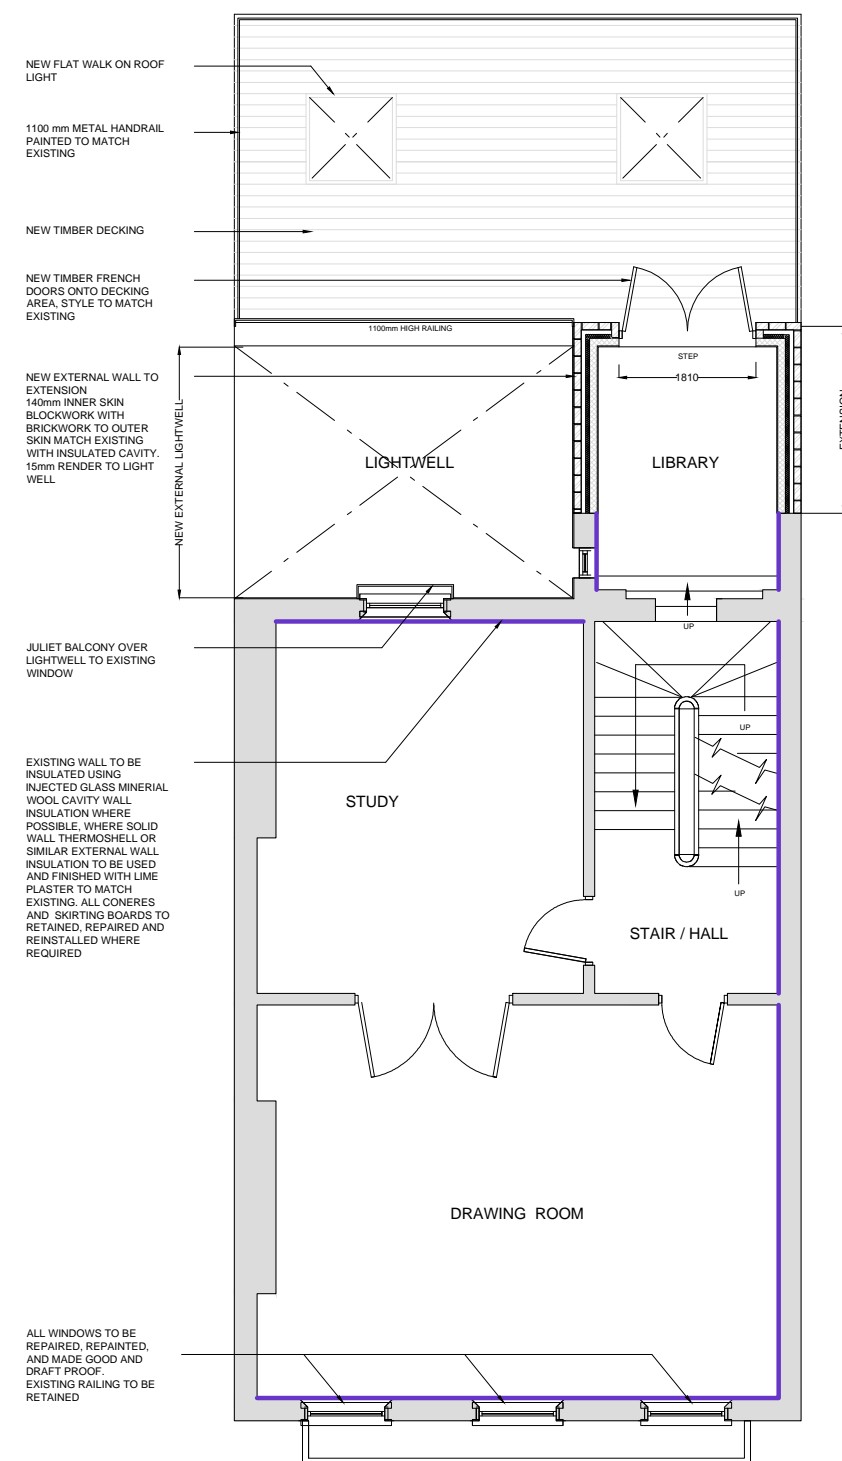 NEW FLAT WALK ON ROOF
LIGHT
1100 mm METAL HANDRAIL
PAINTED TO MATCH
EXISTING
NEW TIMBER DECKING
NEW TIMBER FRENCH
DOORS ONTO DECKING
AREA, STYLE TO MATCH
EXISTING
1100mm HIGH RAILING
STEP
1810
NEW EXTERNAL WALL TO
EXTENSION
140mm INNER SKIN
BLOCKWORK WITH
BRICKWORK TO OUTER
SKIN MATCH EXISTING
WITH INSULATED CAVITY.
15mm RENDER TO LIGHT
WELL
NEW EXTERNAL LIGHTWELL
LIGHTWELL
LIBRARY
EXTENSION
UP
JULIET BALCONY OVER
LIGHTWELL TO EXISTING
WINDOW
UP
EXISTING WALL TO BE
INSULATED USING
INJECTED GLASS MINERIAL
WOOL CAVITY WALL
INSULATION WHERE
POSSIBLE, WHERE SOLID
WALL THERMOSHELL OR
SIMILAR EXTERNAL WALL
INSULATION TO BE USED
AND FINISHED WITH LIME
PLASTER TO MATCH
EXISTING. ALL CONERES
AND SKIRTING BOARDS TO
RETAINED, REPAIRED AND
REINSTALLED WHERE
REQUIRED
STUDY
UP
STAIR / HALL
DRAWING ROOM
ALL WINDOWS TO BE
REPAIRED, REPAINTED,
AND MADE GOOD AND
DRAFT PROOF.
EXISTING RAILING TO BE
RETAINED